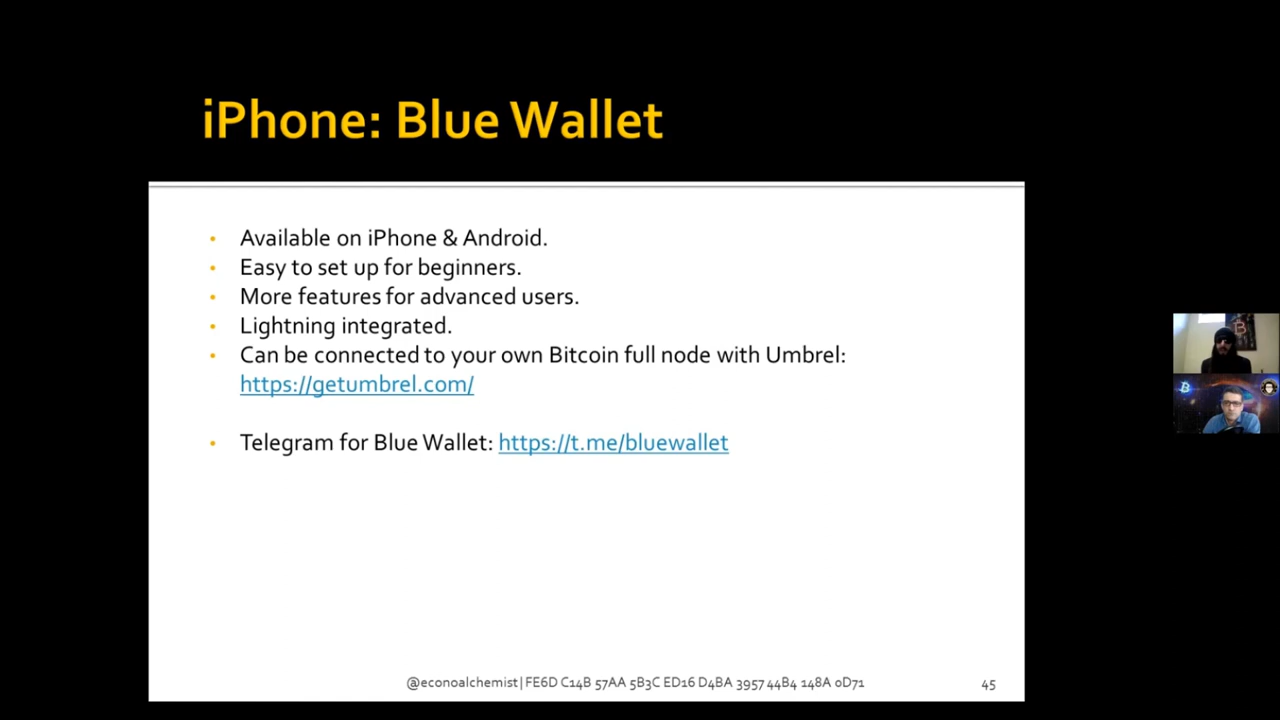 iPhone: Blue Wallet
• Available on iPhone & Android.
• Easy to set up for beginners.
• More features for advanced users.
• Lightning integrated.
• Can be connected to your own Bitcoin full node with Umbrel:
https://getumbrel.com/
• Telegram for Blue Wallet: https://t.me/bluewallet
@econoalchemist | FE6D C14B 57AA 5B3C ED16 D4BA 3957 44B4 148A 0D71
45